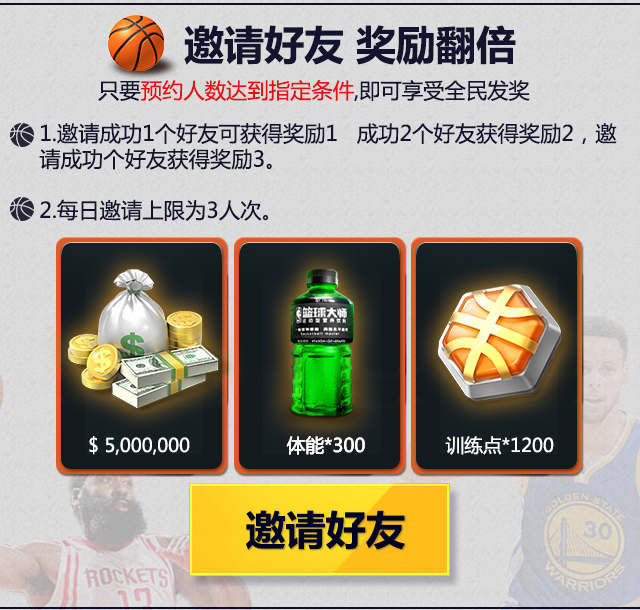 邀请好友 奖励翻倍
只要预约人数达到指定条件,即可享受全民发奖
1.邀请成功1个好友可获得奖励1 成功2个好友获得奖励2，邀
请成功个好友获得奖励3。
2.每日邀请上限为3人次。
篮球大师
Basketball Master
$ 5,000,000
体能*300
训练点*1200
邀请好友
ROCKETS
13
GOLDEN STATE
30
WARRIORS